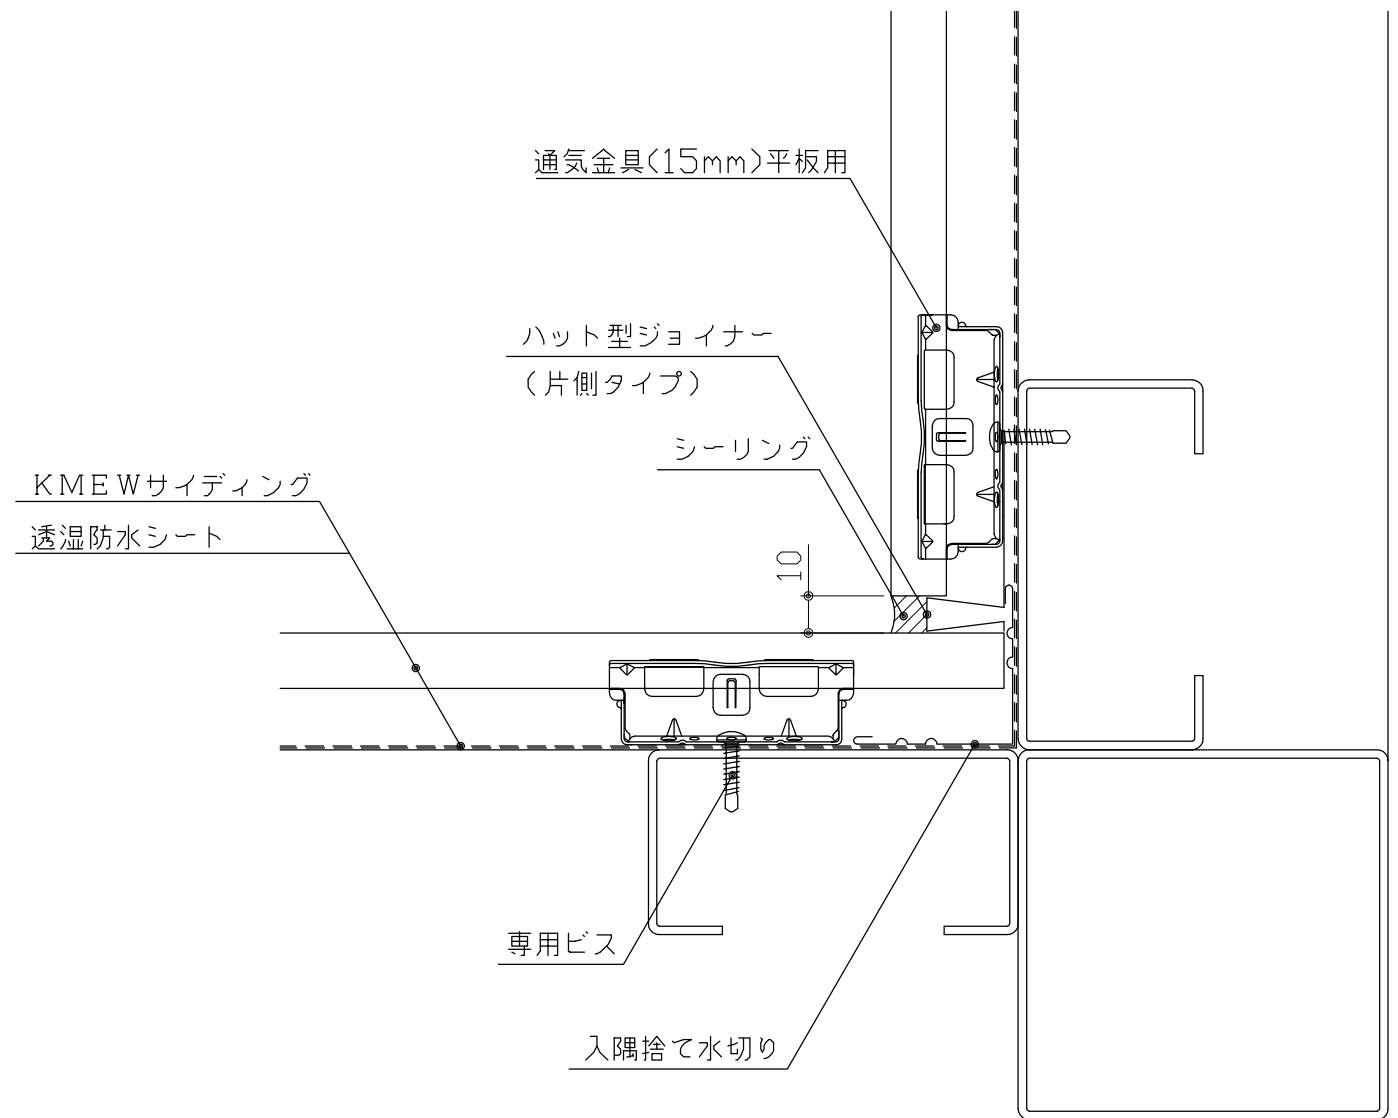 通気金具(15mm)平板用
ハット型ジョイナー
(片側タイプ)
シーリング
KMEWサイディング
透湿防水シート
10
専用ビス
入隅捨て水切り